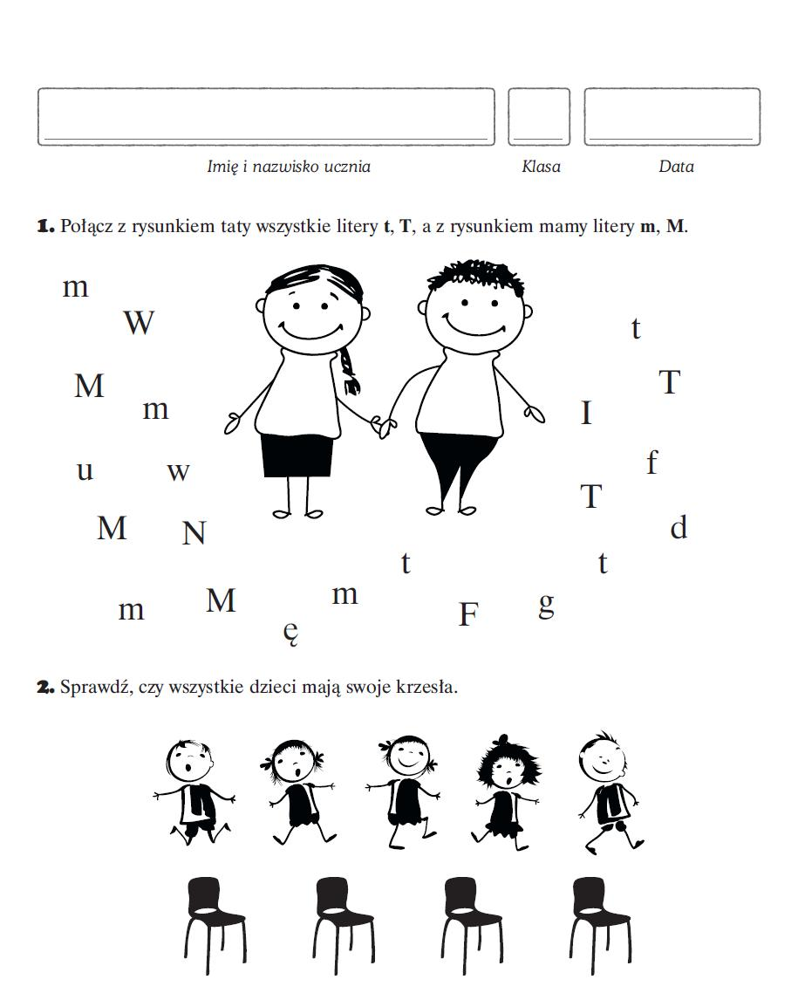 Imię i nazwisko ucznia Klasa Data
1. Połącz z rysunkiem taty wszystkie litery t, T, a z rysunkiem mamy litery m, M.
m
W
t
M
T
m
I
u
w
f
T
M
N
d
t
t
m
M
m
F
g
ę
2. Sprawdź, czy wszystkie dzieci mają swoje krzesła.